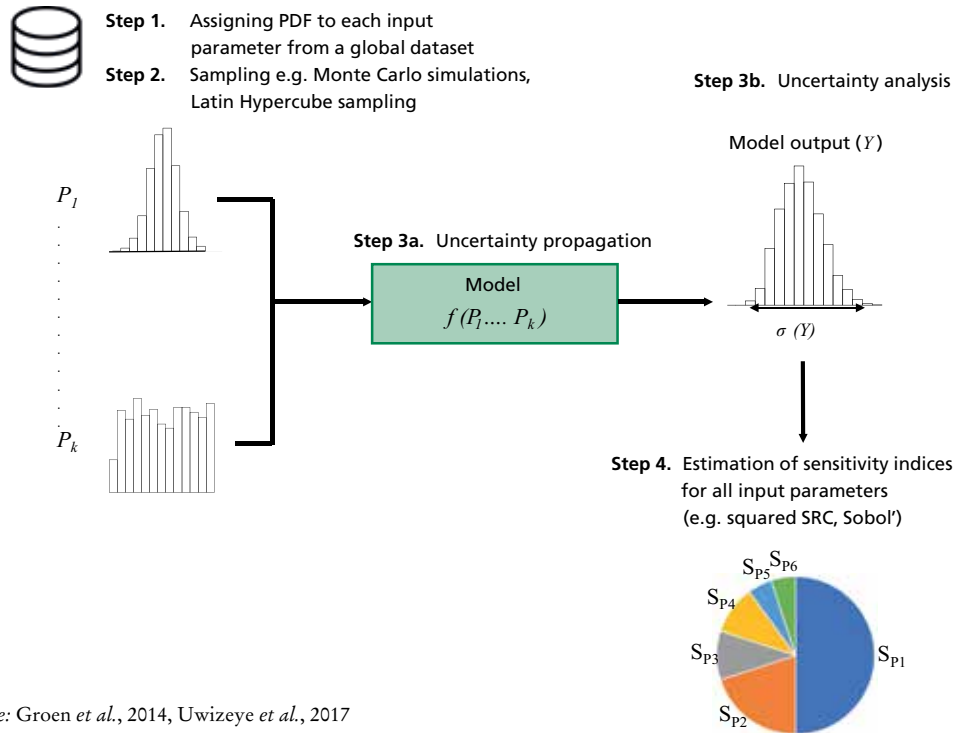 Step 1. Assigning PDF to each input
parameter from a global dataset
Step 2. Sampling e.g. Monte Carlo simulations,
Latin Hypercube sampling
Step 3b. Uncertainty analysis
Model output (Y)
P1
Step 3a. Uncertainty propagation
Model
f (P1.... Pk)
σ (Y)
Pk
Step 4. Estimation of sensitivity indices
for all input parameters
(e.g. squared SRC, Sobol’)
SP5 SP6
SP4
SP3
SP1
SP2
e: Groen et al., 2014, Uwizeye et al., 2017